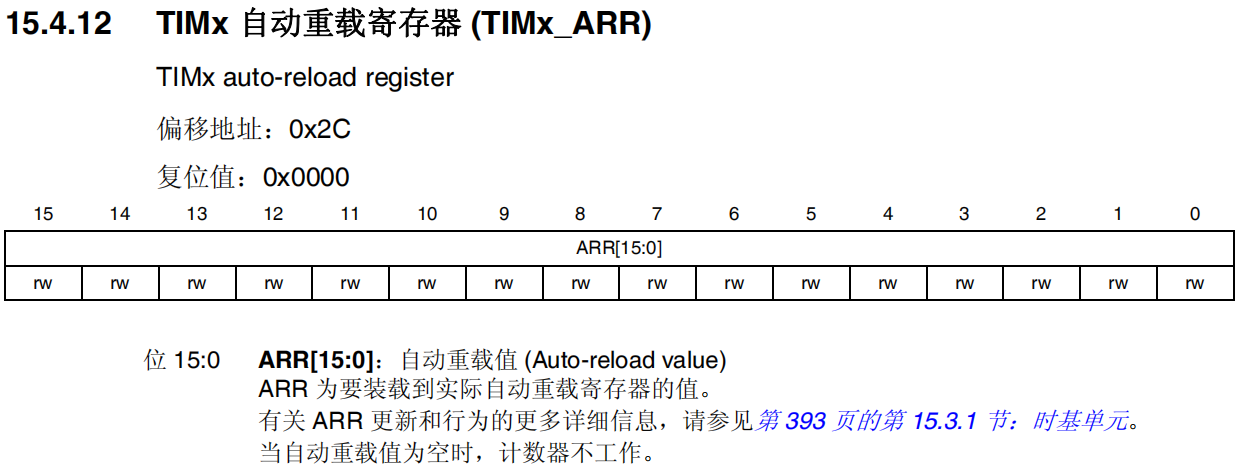 15.4.12 TIMx 自动重载寄存器 (TIMx_ARR)
TIMx auto-reload register
偏移地址：0x2C
复位值：0x0000
15 14 13 12 11 10 9 8 7 6 5 4 3 2 1 0
ARR[15:0]
rw rw rw rw rw rw rw rw rw rw rw rw rw rw rw rw
位 15:0 ARR[15:0]：自动重载值 (Auto-reload value)
ARR 为要装载到实际自动重载寄存器的值。
有关 ARR 更新和行为的更多详细信息，请参见第 393 页的第 15.3.1 节：时基单元。
当自动重载值为空时，计数器不工作。